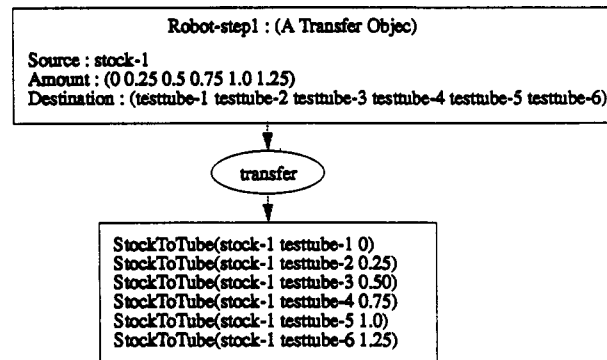 Robot-step1 : (A Transfer Objec)
Source : stock-1
Amount : (0 0.25 0.5 0.75 1.0 1.25)
Destination : (testtube-1 testtube-2 testtube-3 testtube-4 testtube-5 testtube-6)
transfer
StockToTube(stock-1 testtube-1 0)
StockToTube(stock-1 testtube-2 0.25)
StockToTube(stock-1 testtube-3 0.50)
StockToTube(stock-1 testtube-4 0.75)
StockToTube(stock-1 testtube-5 1.0)
StockToTube(stock-1 testtube-6 1.25)